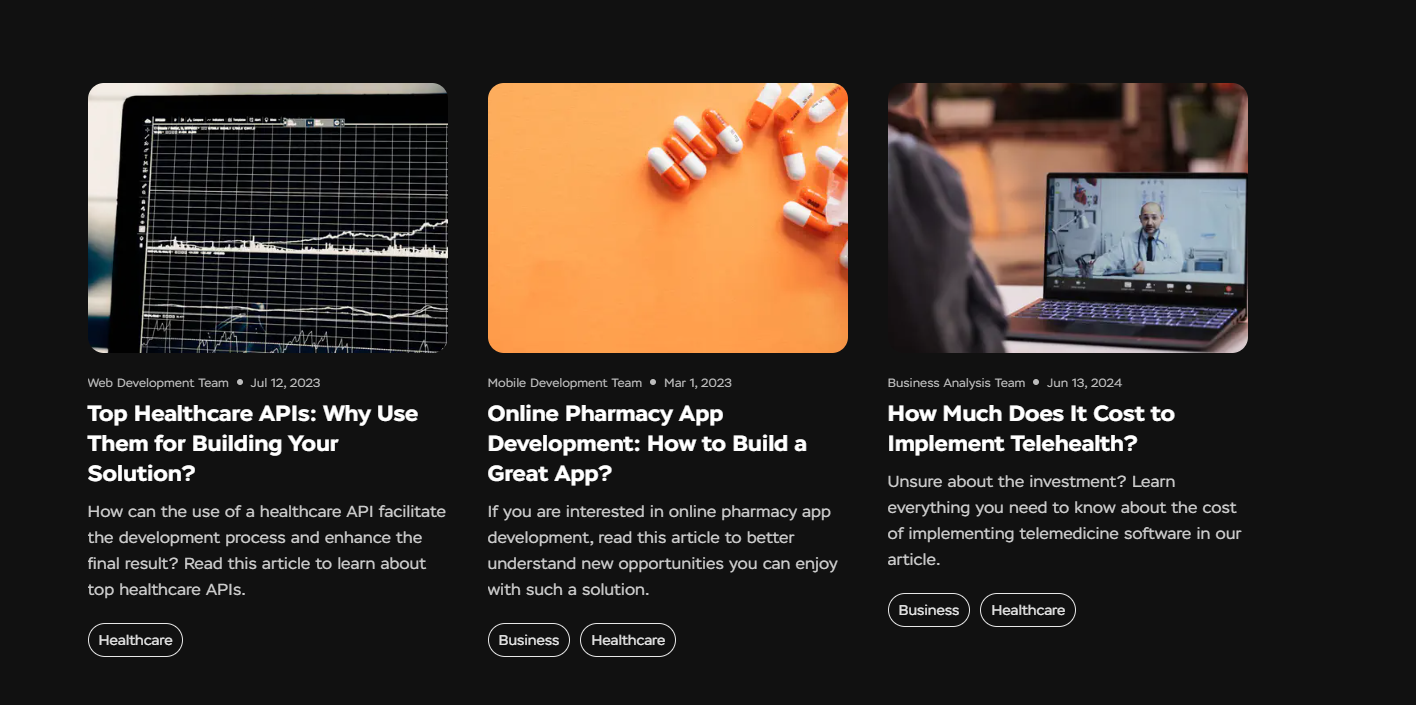 Web Development Team • Jul 12, 2023
Top Healthcare APIs: Why Use
Them for Building Your
Solution?
How can the use of a healthcare API facilitate
the development process and enhance the
final result? Read this article to learn about
top healthcare APIs.
Healthcare
Mobile Development Team • Mar 1, 2023
Online Pharmacy App
Development: How to Build a
Great App?
If you are interested in online pharmacy app
development, read this article to better
understand new opportunities you can enjoy
with such a solution.
Business
Healthcare
Business Analysis Team • Jun 13, 2024
How Much Does It Cost to
Implement Telehealth?
Unsure about the investment? Learn
everything you need to know about the cost
of implementing telemedicine software in our
article.
Business
Healthcare